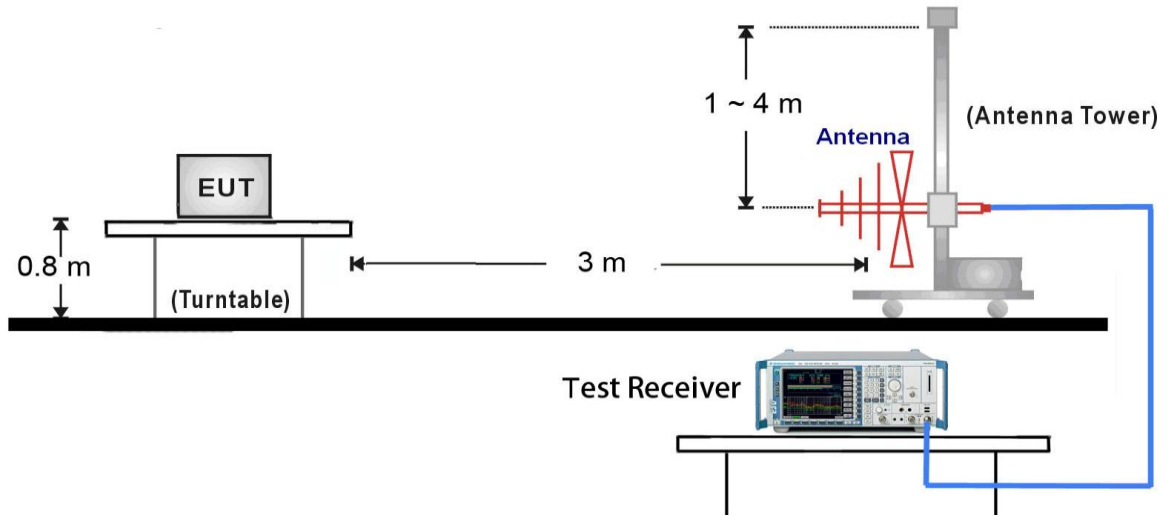 1 ~ 4 m
(Antenna Tower)
Antenna
EUT
0.8 m
3 m
(Turntable)
Test Receiver